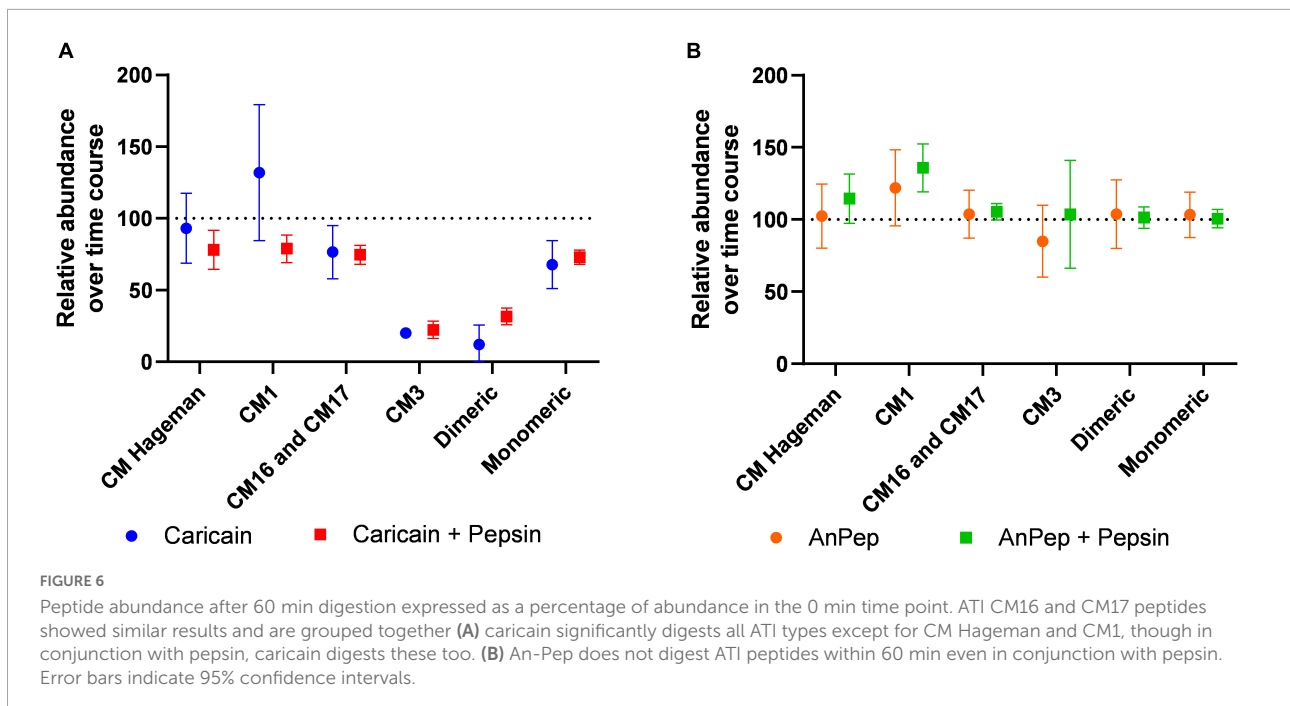 A
Relative abundance
over time course
200
150
100
50
0
CM Hageman
CM1
CM16 and CM17
CM3
Dimeric
Monomeric
Caricain
Caricain + Pepsin
B
Relative abundance
over time course
200
150
100
50
0
CM Hageman
CM1
CM16 and CM17
CM3
Dimeric
Monomeric
AnPep
AnPep + Pepsin
FIGURE 6
Peptide abundance after 60 min digestion expressed as a percentage of abundance in the 0 min time point. ATI CM16 and CM17 peptides
showed similar results and are grouped together (A) caricain significantly digests all ATI types except for CM Hageman and CM1, though in
conjunction with pepsin, caricain digests these too. (B) An-Pep does not digest ATI peptides within 60 min even in conjunction with pepsin.
Error bars indicate 95% confidence intervals.